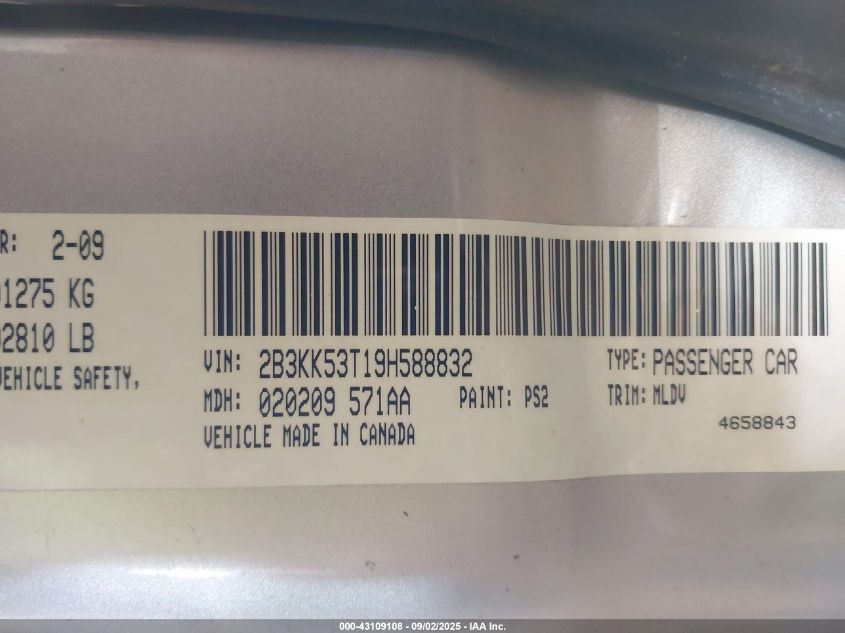 R: 2-09
1275 KG
2810 LB
VEHICLE SAFETY,
VIN: 2B3KK53T19H588832
TYPE: PASSENGER CAR
MDH: 020209 571AA
PAINT: PS2
TRIM: MLDV
VEHICLE MADE IN CANADA
4658843
000-43109108 - 09/02/2025 - IAA Inc.